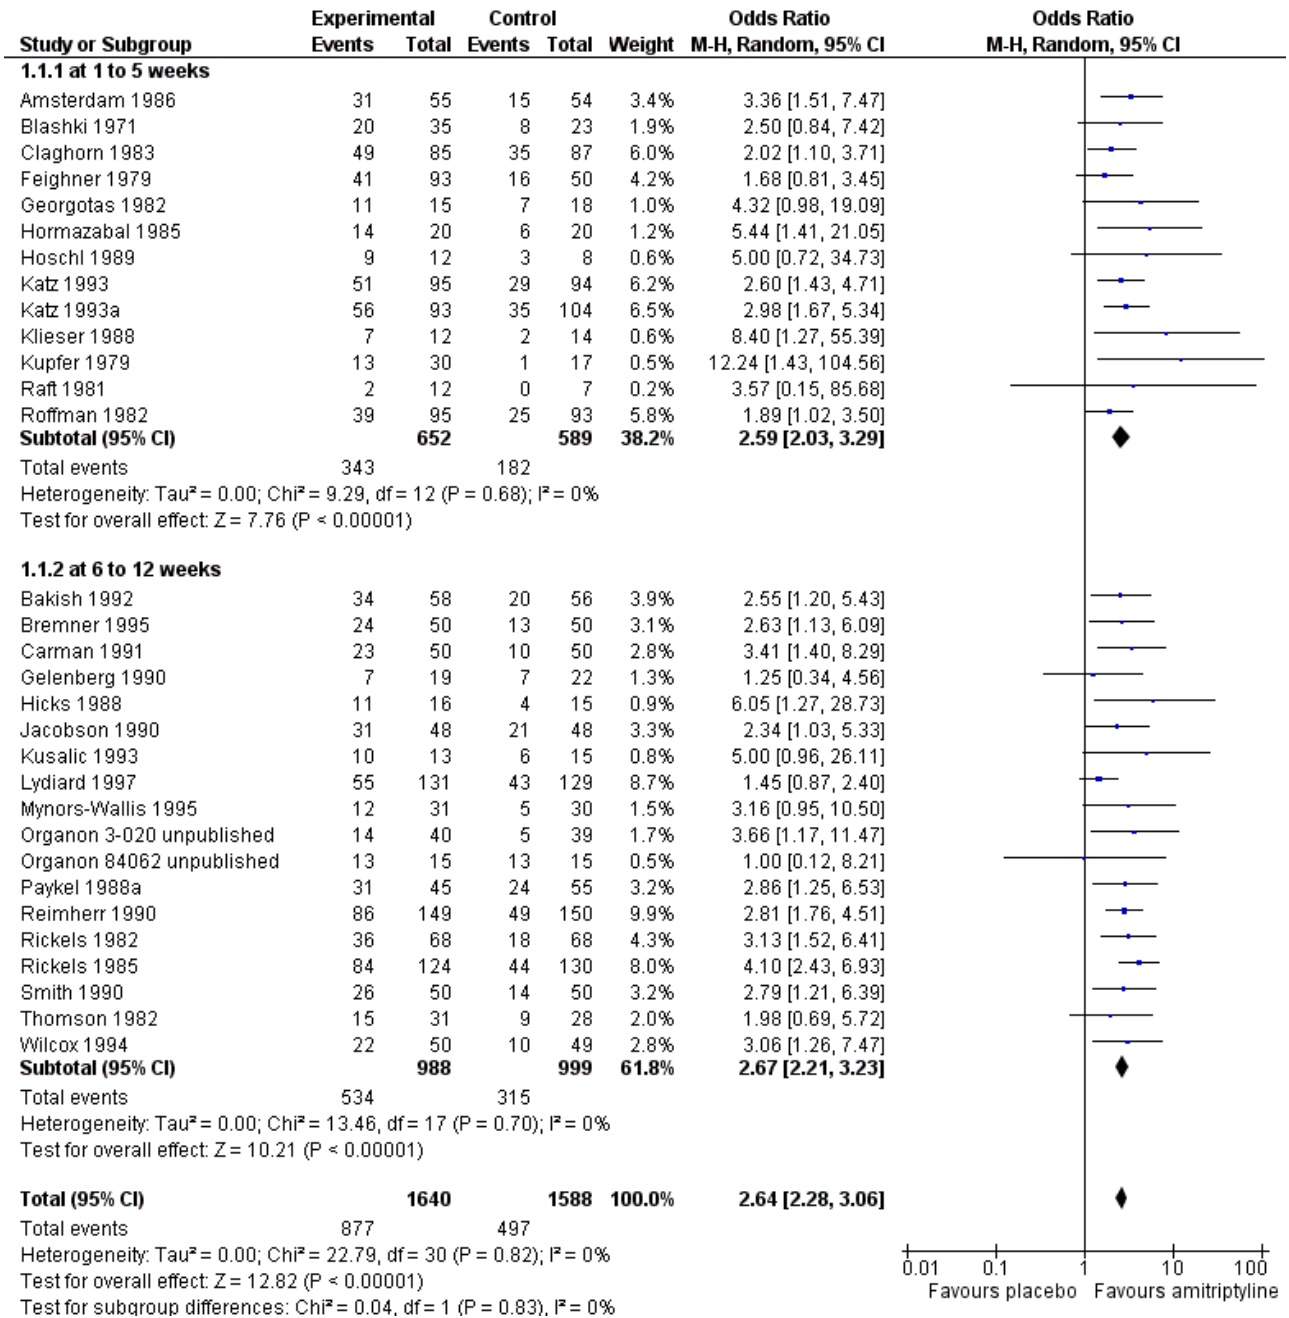 Experimental Control Odds Ratio Odds Ratio
Study or Subgroup Events Total Events Total Weight M-H, Random, 95% CI M-H, Random, 95% CI
1.1.1 at 1 to 5 weeks
Amsterdam 1986 31 55 15 54 3.4% 3.36 [1.51, 7.47]
Blashki 1971 20 35 8 23 1.9% 2.50 [0.84, 7.42]
Claghorn 1983 49 85 35 87 6.0% 2.02 [1.10, 3.71]
Feighner 1979 41 93 16 50 4.2% 1.68 [0.81, 3.45]
Georgotas 1982 11 15 7 18 1.0% 4.32 [0.98, 19.09]
Hormazabal 1985 14 20 6 20 1.2% 5.44 [1.41, 21.05]
Hoschl 1989 9 12 3 8 0.6% 5.00 [0.72, 34.73]
Katz 1993 51 95 29 94 6.2% 2.60 [1.43, 4.71]
Katz 1993a 56 93 35 104 6.5% 2.98 [1.67, 5.34]
Klieser 1988 7 12 2 14 0.6% 8.40 [1.27, 55.39]
Kupfer 1979 13 30 1 17 0.5% 12.24 [1.43, 104.56]
Raft 1981 2 12 0 7 0.2% 3.57 [0.15, 85.68]
Roffman 1982 39 95 25 93 5.8% 1.89 [1.02, 3.50]
Subtotal (95% CI) 652 589 38.2% 2.59 [2.03, 3.29]
Total events 343 182
Heterogeneity: Tau² = 0.00; Chi² = 9.29, df = 12 (P = 0.68); I² = 0%
Test for overall effect: Z = 7.76 (P < 0.00001)
1.1.2 at 6 to 12 weeks
Bakish 1992 34 58 20 56 3.9% 2.55 [1.20, 5.43]
Bremner 1995 24 50 13 50 3.1% 2.63 [1.13, 6.09]
Carman 1991 23 50 10 50 2.8% 3.41 [1.40, 8.29]
Gelenberg 1990 7 19 7 22 1.3% 1.25 [0.34, 4.56]
Hicks 1988 11 16 4 15 0.9% 6.05 [1.27, 28.73]
Jacobson 1990 31 48 21 48 3.3% 2.34 [1.03, 5.33]
Kusalic 1993 10 13 6 15 0.8% 5.00 [0.96, 26.11]
Lydiard 1997 55 131 43 129 8.7% 1.45 [0.87, 2.40]
Mynors-Wallis 1995 12 31 5 30 1.5% 3.16 [0.95, 10.50]
Organon 3-020 unpublished 14 40 5 39 1.7% 3.66 [1.17, 11.47]
Organon 84062 unpublished 13 15 13 15 0.5% 1.00 [0.12, 8.21]
Paykel 1988a 31 45 24 55 3.2% 2.86 [1.25, 6.53]
Reimherr 1990 86 149 49 150 9.9% 2.81 [1.76, 4.51]
Rickels 1982 36 68 18 68 4.3% 3.13 [1.52, 6.41]
Rickels 1985 84 124 44 130 8.0% 4.10 [2.43, 6.93]
Smith 1990 26 50 14 50 3.2% 2.79 [1.21, 6.39]
Thomson 1982 15 31 9 28 2.0% 1.98 [0.69, 5.72]
Wilcox 1994 22 50 10 49 2.8% 3.06 [1.26, 7.47]
Subtotal (95% CI) 988 999 61.8% 2.67 [2.21, 3.23]
Total events 534 315
Heterogeneity: Tau² = 0.00; Chi² = 13.46, df = 17 (P = 0.70); I² = 0%
Test for overall effect: Z = 10.21 (P < 0.00001)
Total (95% CI) 1640 1588 100.0% 2.64 [2.28, 3.06]
Total events 877 497
Heterogeneity: Tau² = 0.00; Chi² = 22.79, df = 30 (P = 0.82); I² = 0%
Test for overall effect: Z = 12.82 (P < 0.00001)
Test for subgroup differences: Chi² = 0.04, df = 1 (P = 0.83), I² = 0%
0.01 0.1 1 10 100
Favours placebo Favours amitriptyline